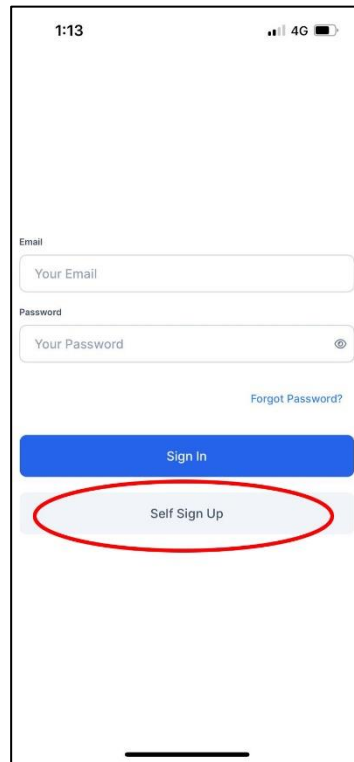 1:13 4G
Email
Your Email
Password
Your Password
Forgot Password?
Sign In
Self Sign Up